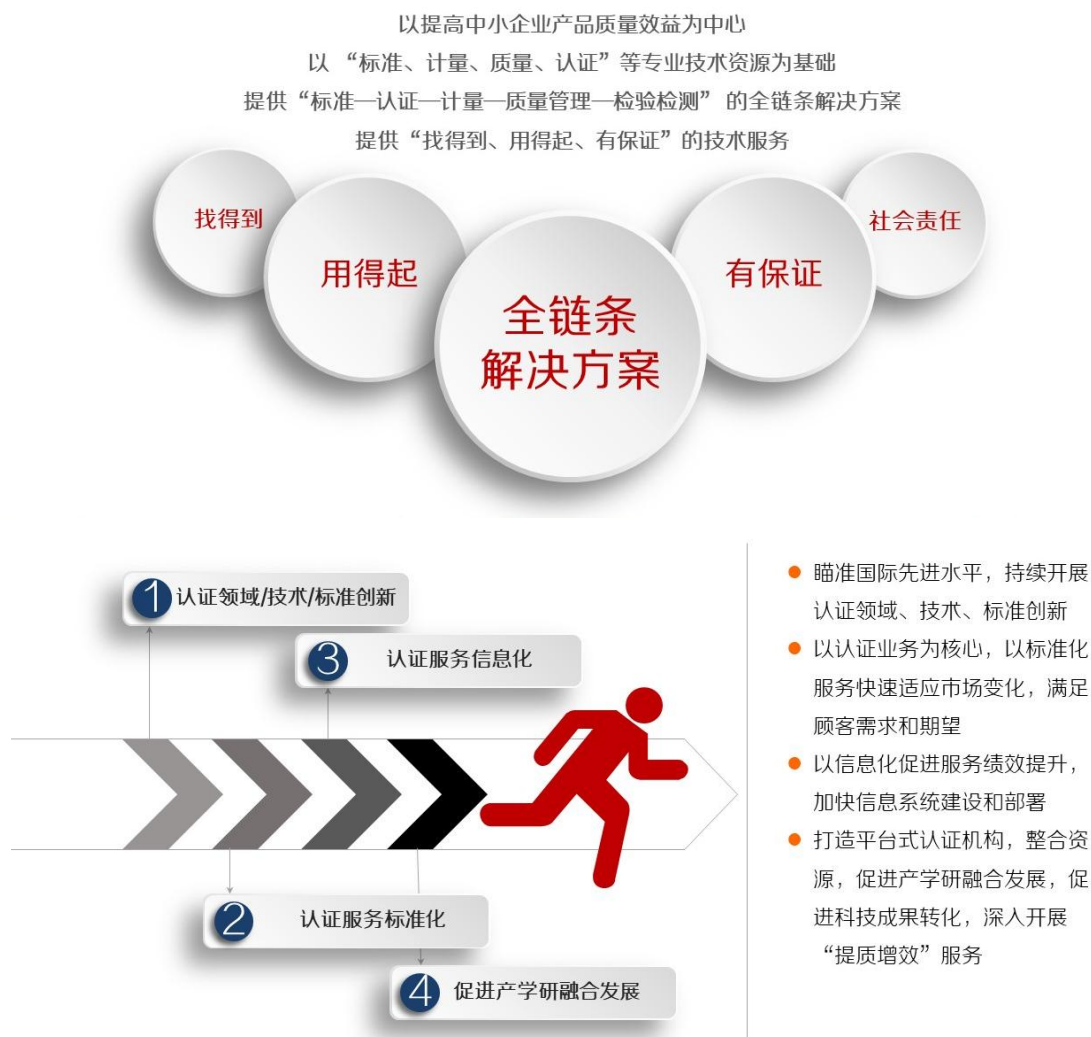 以提高中小企业产品质量效益为中心
以 “标准、计量、质量、认证”等专业技术资源为基础
提供“标准—认证—计量—质量管理—检验检测” 的全链条解决方案
提供“找得到、用得起、有保证”的技术服务
找得到
用得起
全链条
解决方案
有保证
社会责任
1 认证领域/技术/标准创新
3 认证服务信息化
2 认证服务标准化
4 促进产学研融合发展
瞄准国际先进水平，持续开展
认证领域、技术、标准创新
以认证业务为核心，以标准化
服务快速适应市场变化，满足
顾客需求和期望
以信息化促进服务绩效提升，
加快信息系统建设和部署
打造平台式认证机构，整合资
源，促进产学研融合发展，促
进科技成果转化，深入开展
“提质增效”服务